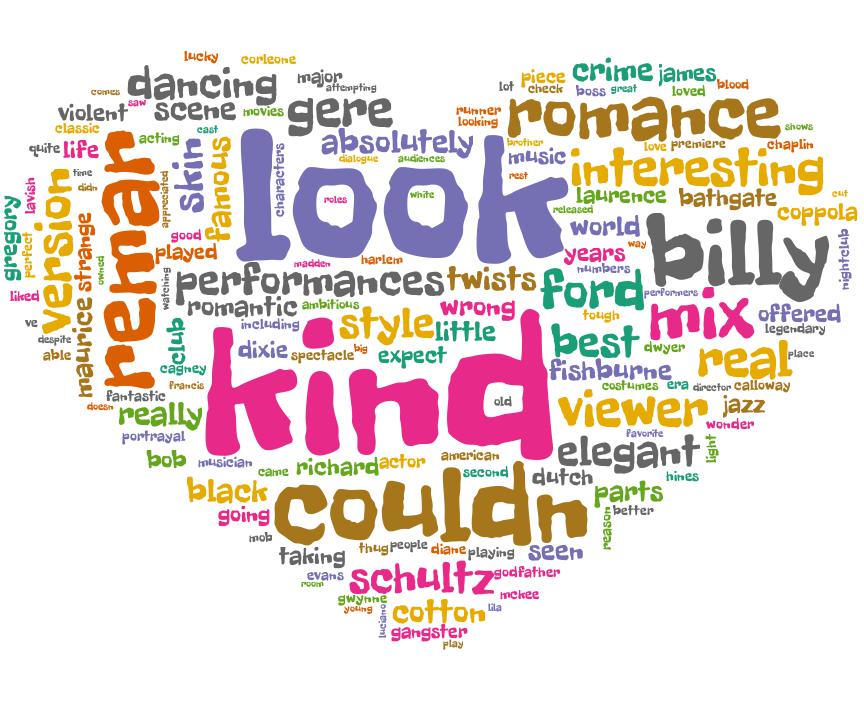 lucky
corleone
comes
dancing
major
attempting
piece
crime
james
lot
check
boss
great
loved
blood
violent
saw
scene
movies
gere
runner
looking
romance
shows
classic
acting
cast
absolutely
brother
love
premiere
chaplin
quite
life
remar
skin
famous
look
characters
dialogue
audiences
music
interesting
rest
time
didn
appreciated
roles
white
released
laurence
bathgate
cut
coppola
gregory
lavish
perfect
version
strange
good
played
harlem
madden
world
way
years
numbers
billy
nightclub
liked
owned
watching
performances
twists
ford
performers
romantic
ambitious
wrong
tough
mix
offered
legendary
ve
despite
able
maurice
club
including
style
little
best
dwyer
real
place
dixie
spectacle
big
expect
cagney
francis
kind
old
fishburne
costumes
era
director
calloway
doesn
fantastic
really
viewer
jazz
wonder
portrayal
favorite
elegant
light
bob
musician
came
richard
actor
american
second
dutch
hines
black
going
couldn
parts
reason
better
mob
taking
thug
people
diane
playing
seen
evans
room
schultz
godfather
mckee
gwynne
young
luciano
cotton
lila
gangster
play